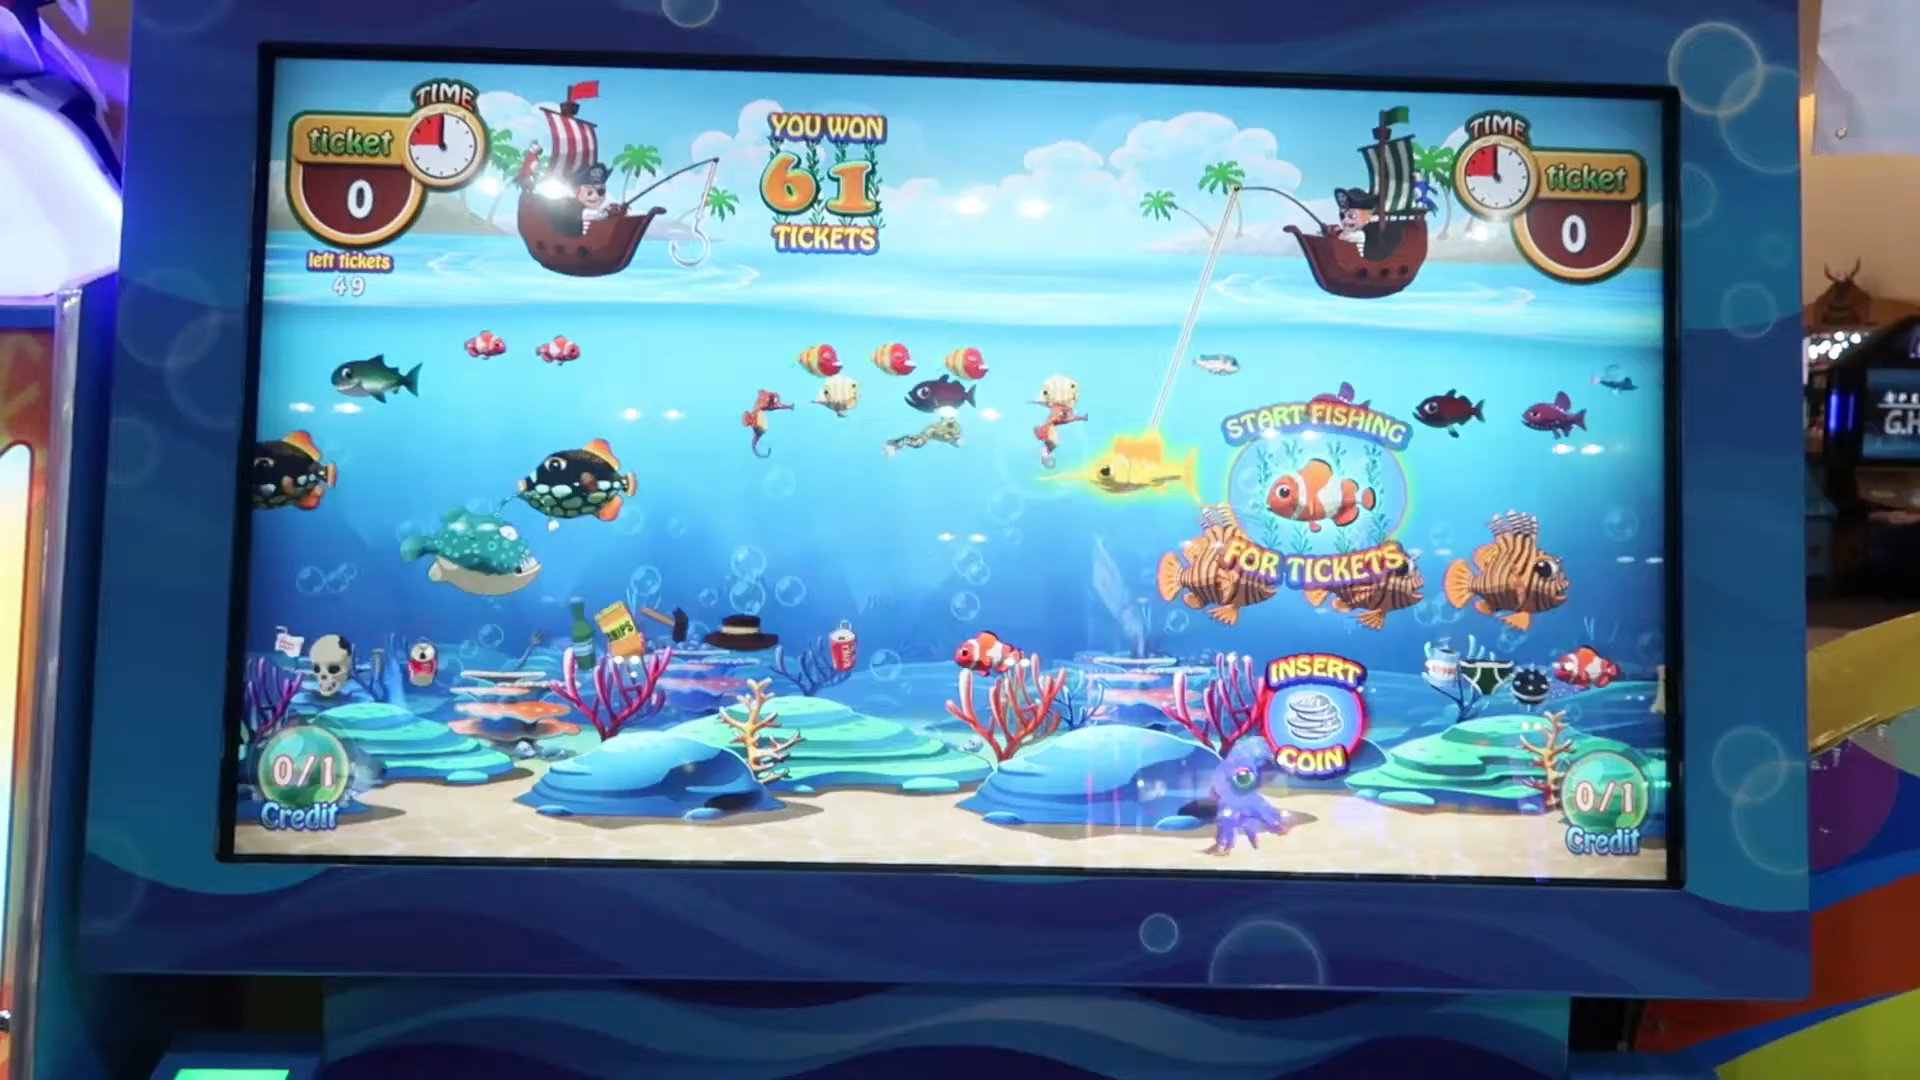 TIME
ticket
0
left tickets
49
YOU WON
61
TICKETS
TIME
ticket
0
START FISHING
FOR TICKETS
CHIPS
INSERT
COIN
0/1
Credit
0/1
Credit
G.H